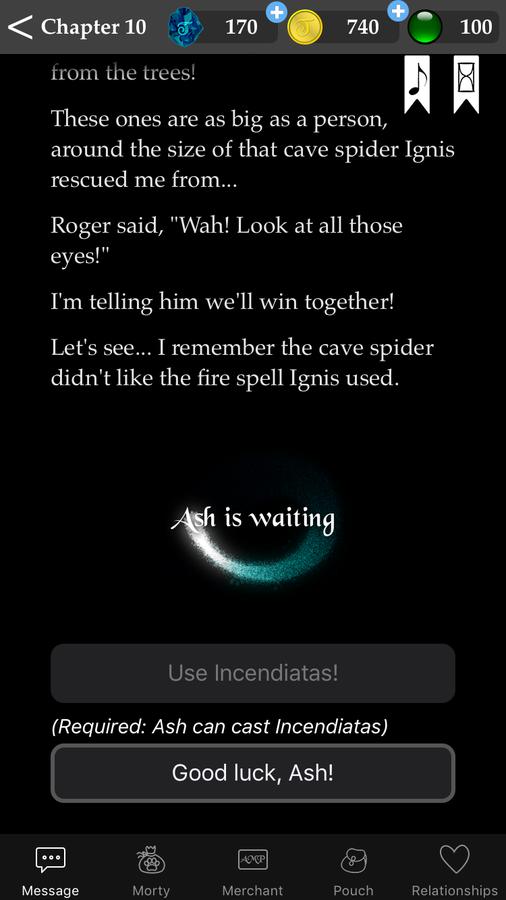 Chapter 10
170
740
100
from the trees!
These ones are as big as a person,
around the size of that cave spider Ignis
rescued me from...
Roger said, "Wah! Look at all those
eyes!"
I'm telling him we'll win together!
Let's see... I remember the cave spider
didn't like the fire spell Ignis used.
Ash is waiting
Use Incendiatas!
(Required: Ash can cast Incendiatas)
Good luck, Ash!
AMP
Message Morty Merchant Pouch Relationships